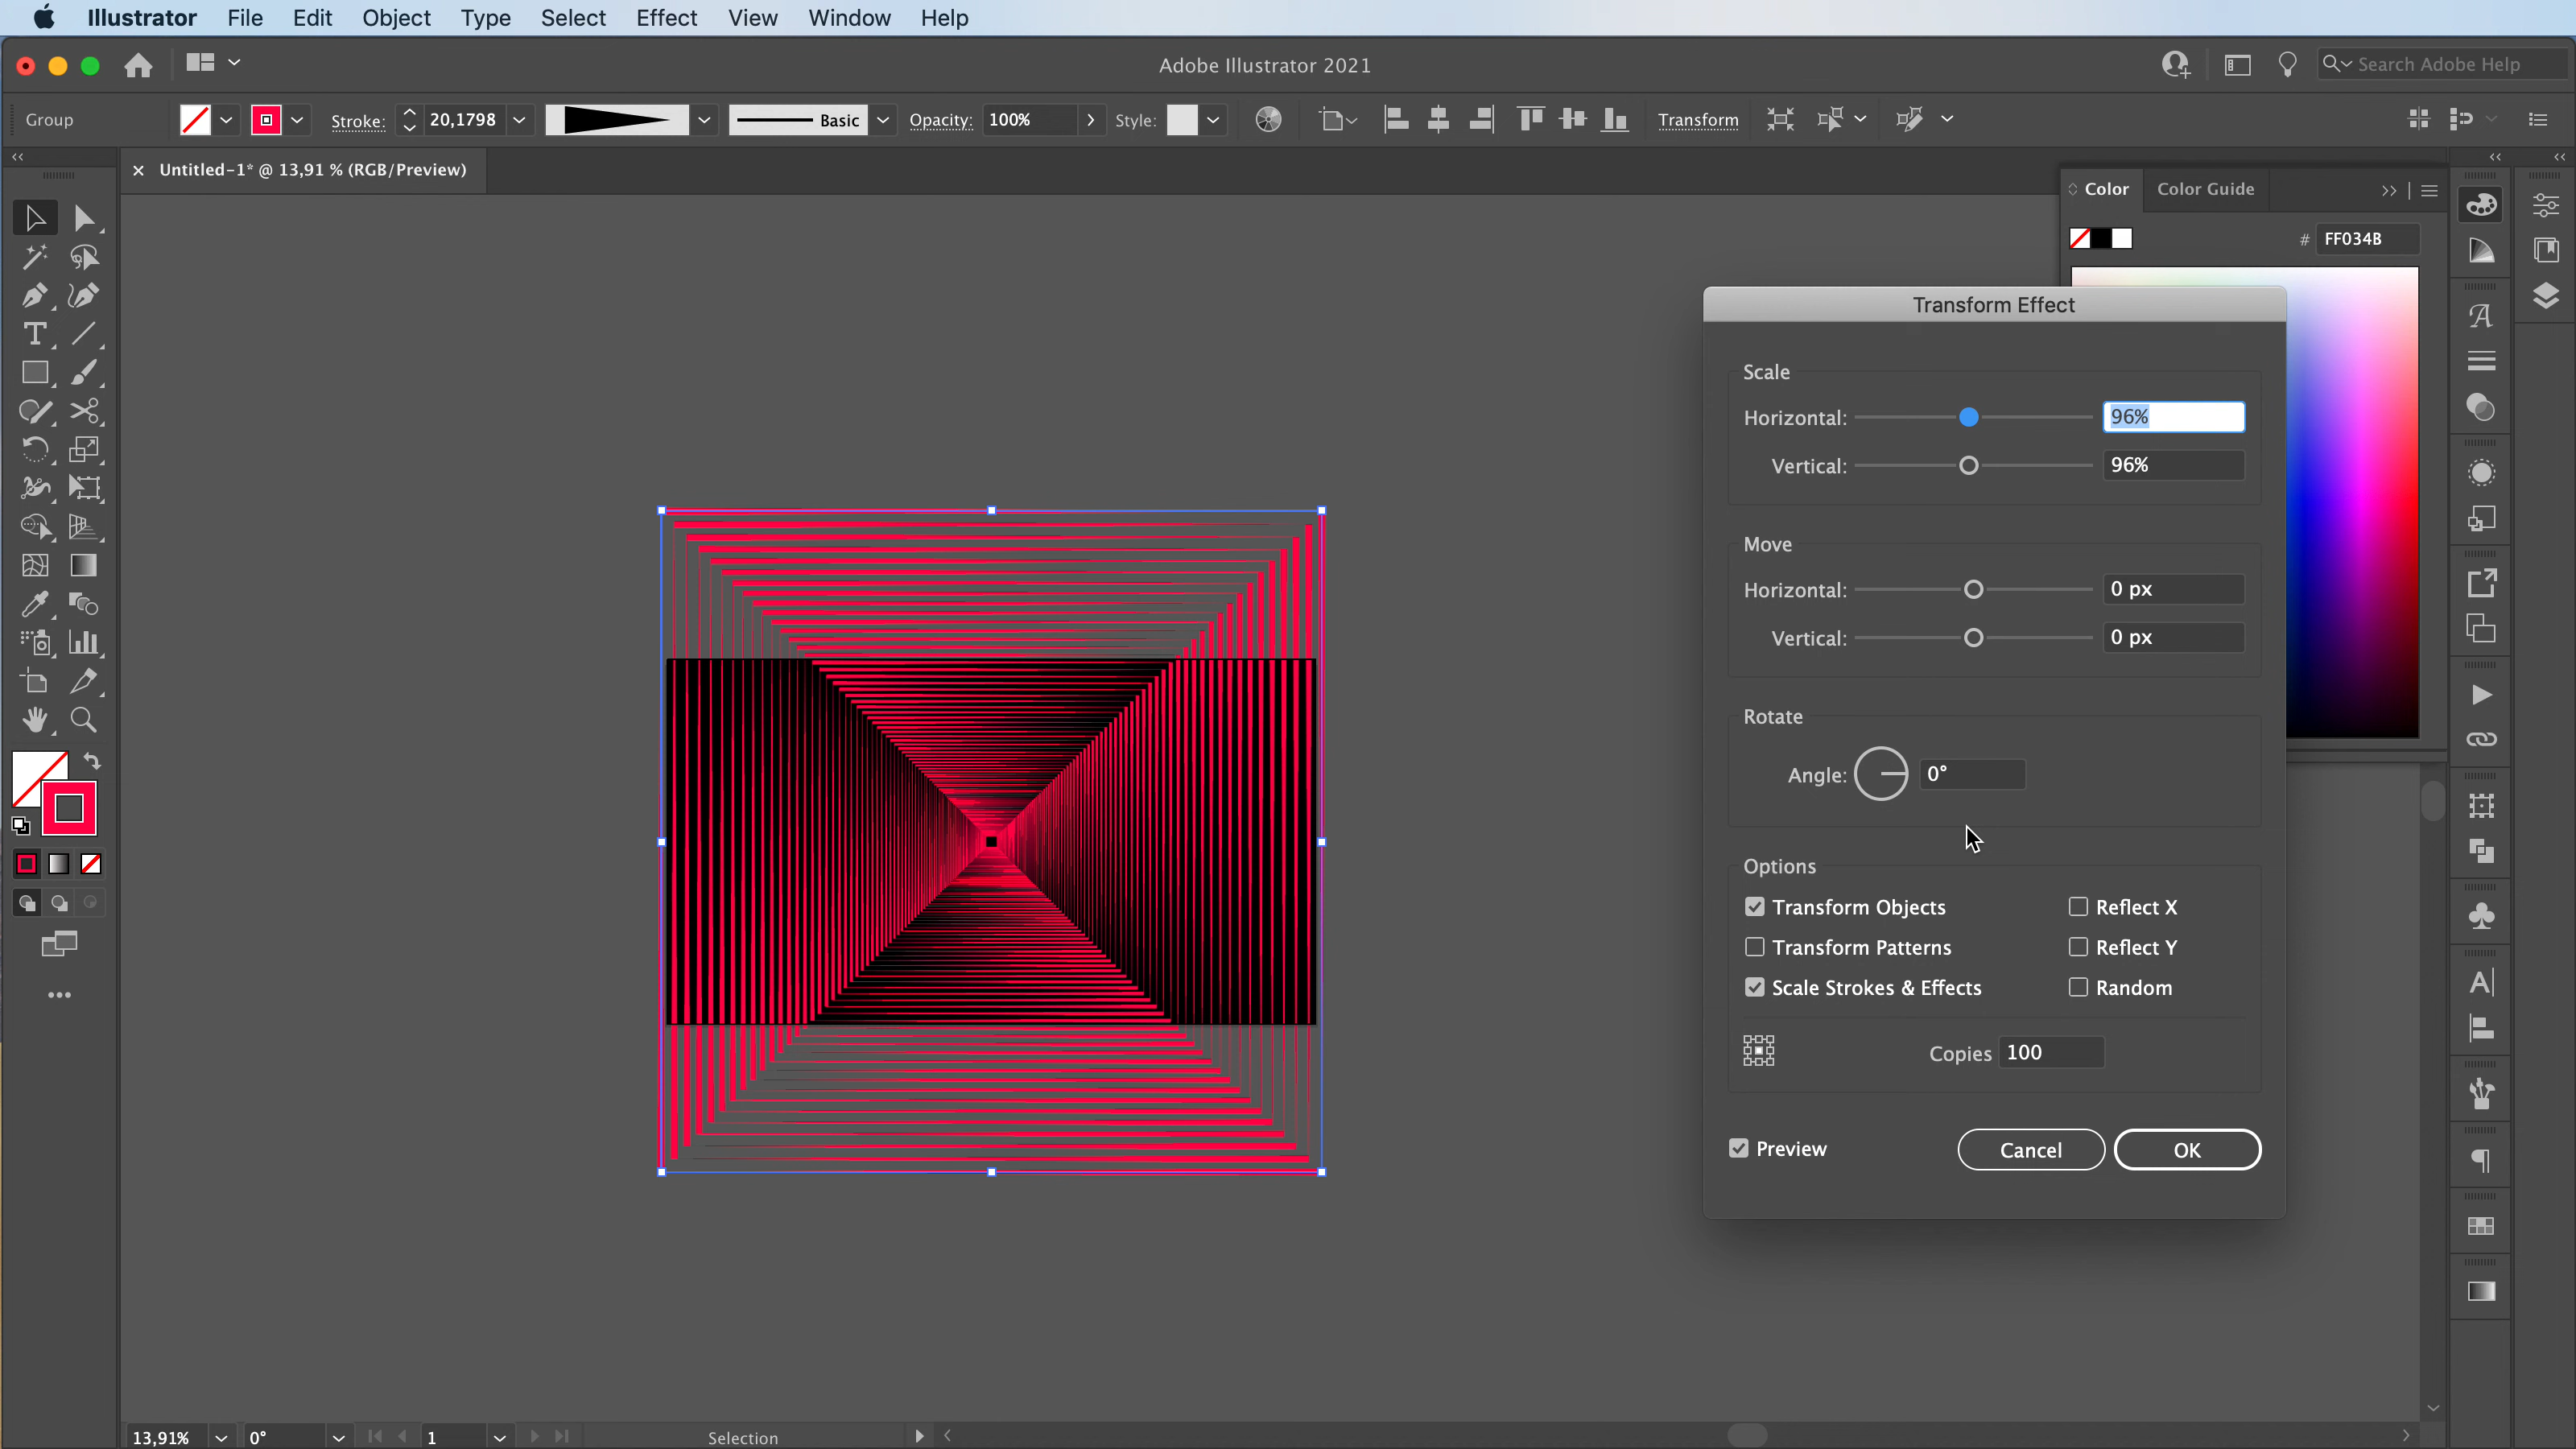 Illustrator File Edit Object Type Select Effect View Window Help
Adobe Illustrator 2021
Search Adobe Help
Group Stroke: 20,1798 Basic Opacity: 100% Style: Transform
× Untitled-1* @ 13,91 % (RGB/Preview)
Color Color Guide
# FF034B
Transform Effect
Scale
Horizontal: 96%
Vertical: 96%
Move
Horizontal: 0 px
Vertical: 0 px
Rotate
Angle: 0°
Options
Transform Objects Reflect X
Transform Patterns Reflect Y
Scale Strokes & Effects Random
Copies 100
Preview Cancel OK
13,91% 0° 1 Selection